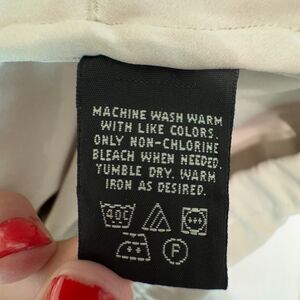 MACHINE WASH WARM
WITH LIKE COLORS.
ONLY NON-CHLORINE
BLEACH WHEN NEEDED.
TUMBLE DRY. WARM
IRON AS DESIRED.
40C
F